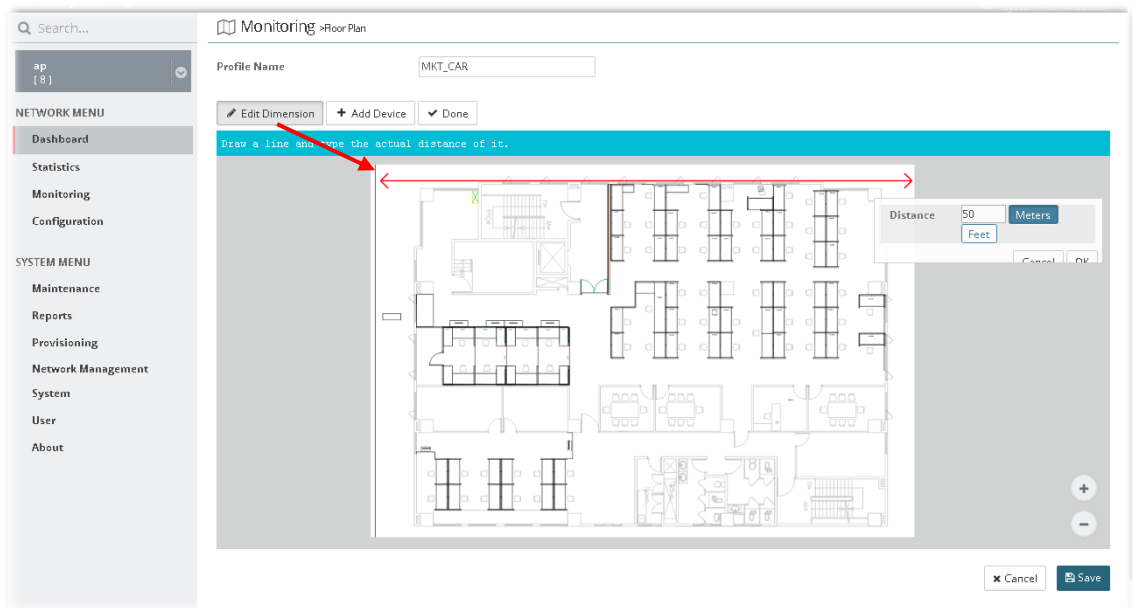 Search...
Monitoring >Floor Plan
ap
[ 8 ]
Profile Name
MKT_CAR
NETWORK MENU
Dashboard
Statistics
Monitoring
Configuration
SYSTEM MENU
Maintenance
Reports
Provisioning
Network Management
System
User
About
Edit Dimension
Add Device
Done
Draw a line and type the actual distance of it.
Distance
50
Meters
Feet
Cancel
OK
Cancel
Save